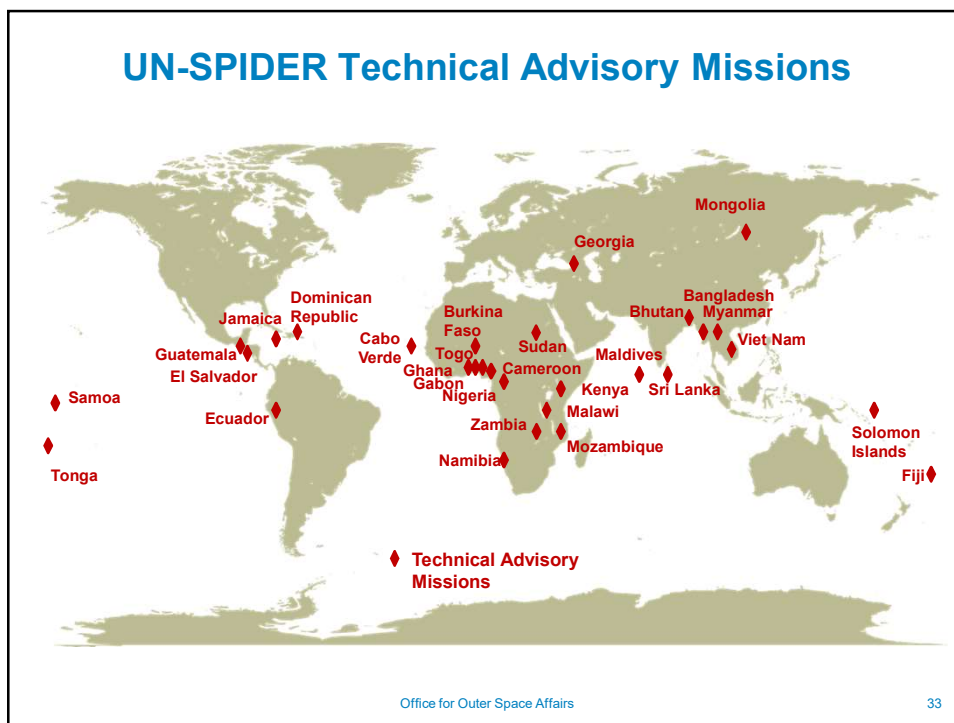 UN-SPIDER Technical Advisory Missions
Mongolia
Georgia
Bangladesh
Dominican
Republic
Burkina
Faso
Bhutan
Myanmar
Jamaica
Cabo
Verde
Sudan
Viet Nam
Guatemala
Togo
Maldives
El Salvador
Ghana
Cameroon
Gabon
Nigeria
Kenya
Sri Lanka
Samoa
Ecuador
Malawi
Zambia
Mozambique
Solomon
Islands
Namibia
Tonga
Fiji
Technical Advisory
Missions
Office for Outer Space Affairs
33